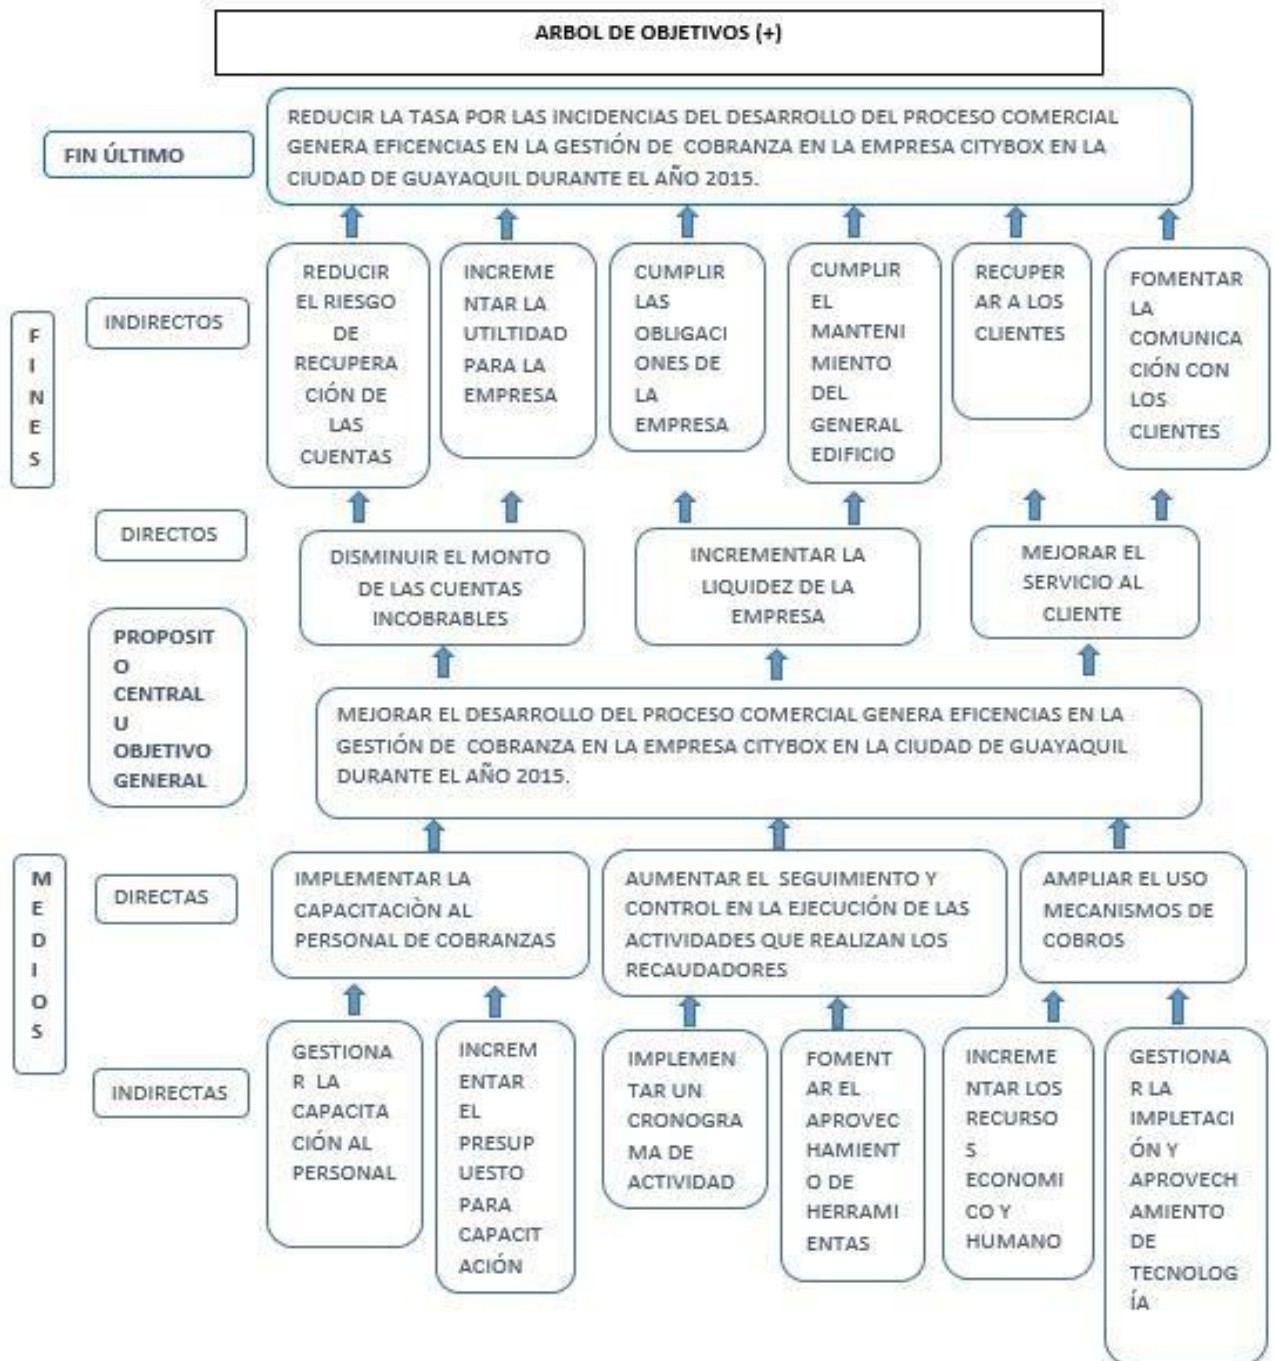 ARBOL DE OBJETIVOS (+)
FIN ÚLTIMO
REDUCIR LA TASA POR LAS INCIDENCIAS DEL DESARROLLO DEL PROCESO COMERCIAL
GENERA EFICENCIAS EN LA GESTIÓN DE COBRANZA EN LA EMPRESA CITYBOX EN LA
CIUDAD DE GUAYAQUIL DURANTE EL AÑO 2015.
F
I
N
E
S
INDIRECTOS
REDUCIR
EL RIESGO
DE
RECUPERA
CIÓN DE
LAS
CUENTAS
INCREME
NTAR LA
UTILTIDAD
PARA LA
EMPRESA
CUMPLIR
LAS
OBLIGACI
ONES DE
LA
EMPRESA
CUMPLIR
EL
MANTENI
MIENTO
DEL
GENERAL
EDIFICIO
RECUPER
AR A LOS
CLIENTES
FOMENTAR
LA
COMUNICA
CIÓN CON
LOS
CLIENTES
DIRECTOS
DISMINUIR EL MONTO
DE LAS CUENTAS
INCOBRABLES
INCREMENTAR LA
LIQUIDEZ DE LA
EMPRESA
MEJORAR EL
SERVICIO AL
CLIENTE
PROPOSIT
O
CENTRAL
U
OBJETIVO
GENERAL
MEJORAR EL DESARROLLO DEL PROCESO COMERCIAL GENERA EFICENCIAS EN LA
GESTIÓN DE COBRANZA EN LA EMPRESA CITYBOX EN LA CIUDAD DE GUAYAQUIL
DURANTE EL AÑO 2015.
M
E
D
I
O
S
DIRECTAS
IMPLEMENTAR LA
CAPACITACIÒN AL
PERSONAL DE COBRANZAS
AUMENTAR EL SEGUIMIENTO Y
CONTROL EN LA EJECUCIÓN DE LAS
ACTIVIDADES QUE REALIZAN LOS
RECAUDADORES
AMPLIAR EL USO
MECANISMOS DE
COBROS
INDIRECTAS
GESTIONA
R LA
CAPACITA
CIÓN AL
PERSONAL
INCREM
ENTAR
EL
PRESUP
UESTO
PARA
CAPACIT
ACIÓN
IMPLEMEN
TAR UN
CRONOGRA
MA DE
ACTIVIDAD
FOMENT
AR EL
APROVEC
HAMIENT
O DE
HERRAMI
ENTAS
INCREME
NTAR LOS
RECURSO
S
ECONOMI
CO Y
HUMANO
GESTIONA
R LA
IMPLETACI
ÓN Y
APROVECH
AMIENTO
DE
TECNOLOG
ÍA